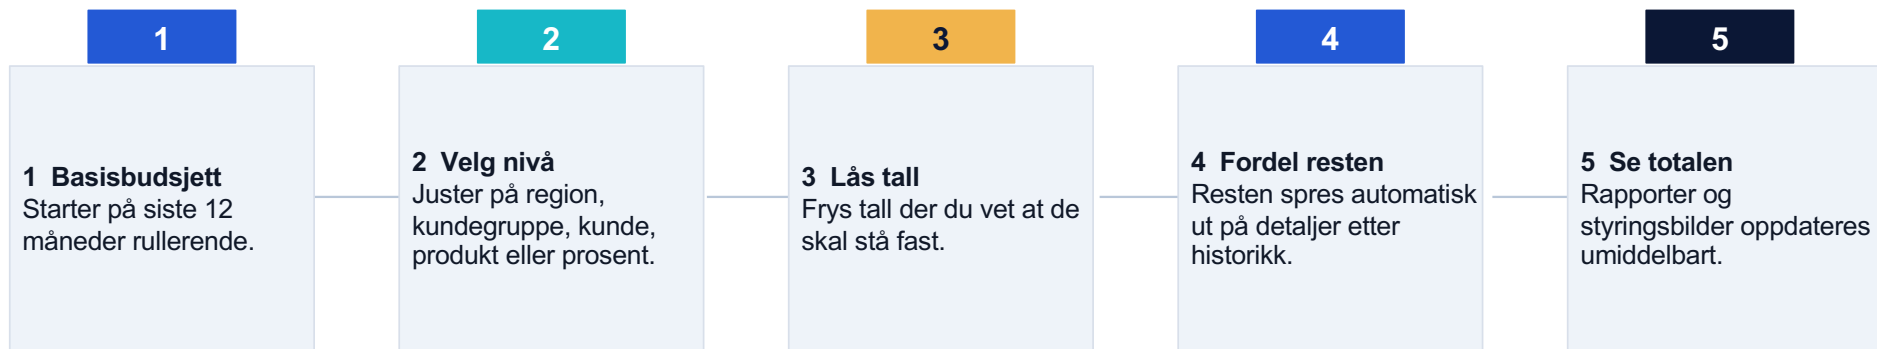 1
2
3
4
5
1 Basisbudsjett
Starter på siste 12
måneder rullerende.
2 Velg nivå
Juster på region,
kundegruppe, kunde,
produkt eller prosent.
3 Lås tall
Frys tall der du vet at de
skal stå fast.
4 Fordel resten
Resten spres automatisk
ut på detaljer etter
historikk.
5 Se totalen
Rapporter og
styringsbilder oppdateres
umiddelbart.